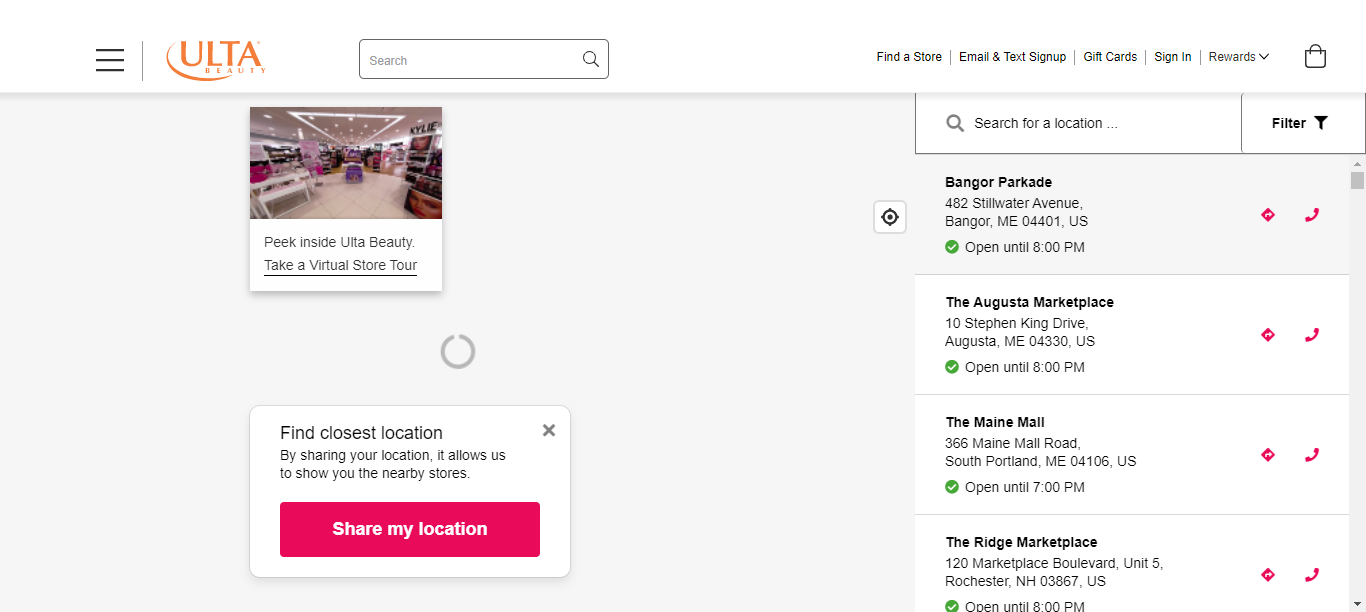 ULTA
BEAUTY
Search
Find a Store
Email & Text Signup
Gift Cards
Sign In
Rewards
KYLIE
Peek inside Ulta Beauty.
Take a Virtual Store Tour
Find closest location
By sharing your location, it allows us
to show you the nearby stores.
Share my location
Search for a location ...
Filter
Bangor Parkade
482 Stillwater Avenue,
Bangor, ME 04401, US
Open until 8:00 PM
The Augusta Marketplace
10 Stephen King Drive,
Augusta, ME 04330, US
Open until 8:00 PM
The Maine Mall
366 Maine Mall Road,
South Portland, ME 04106, US
Open until 7:00 PM
The Ridge Marketplace
120 Marketplace Boulevard, Unit 5,
Rochester, NH 03867, US
Open until 8:00 PM